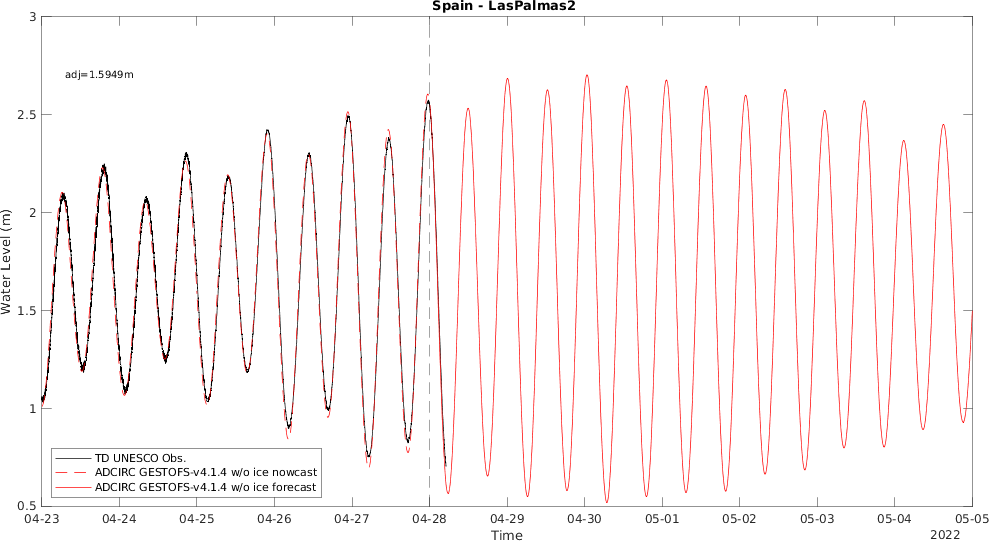 Spain - LasPalmas2
adj=1.5949m
Water Level (m)
3
2.5
2
1.5
1
0.5
TD UNESCO Obs.
ADCIRC GESTOFS-v4.1.4 w/o ice nowcast
ADCIRC GESTOFS-v4.1.4 w/o ice forecast
04-23 04-24 04-25 04-26 04-27 04-28 04-29 04-30 05-01 05-02 05-03 05-04 05-05
Time
2022